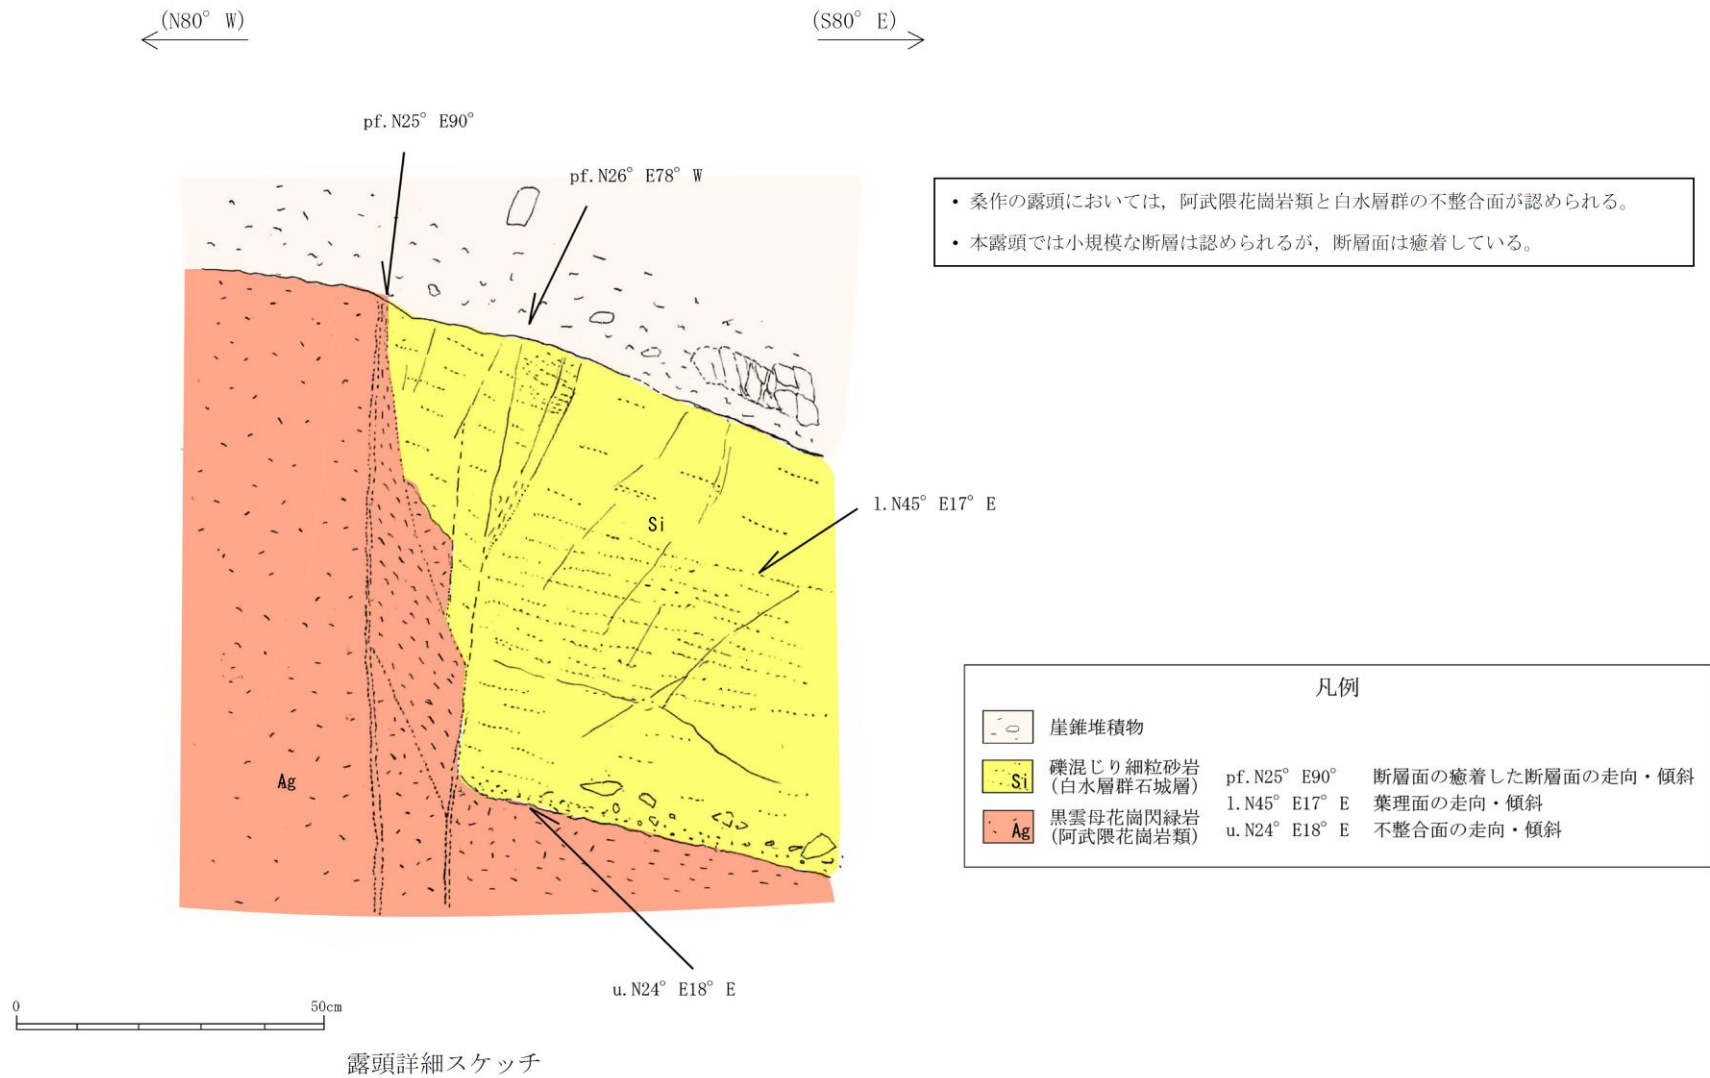 (N80° W)
(S80° E)
pf.N25° E90°
pf.N26° E78° W
• 桑作の露頭においては，阿武隈花崗岩類と白水層群の不整合面が認められる。
• 本露頭では小規模な断層は認められるが，断層面は癒着している。
l.N45° E17° E
Si
Ag
u.N24° E18° E
凡例
崖錐堆積物
Si
礫混じり細粒砂岩
(白水層群石城層)
Ag
黒雲母花崗閃緑岩
(阿武隈花崗岩類)
pf.N25° E90° 断層面の癒着した断層面の走向・傾斜
l.N45° E17° E 葉理面の走向・傾斜
u.N24° E18° E 不整合面の走向・傾斜
0 50cm
露頭詳細スケッチ